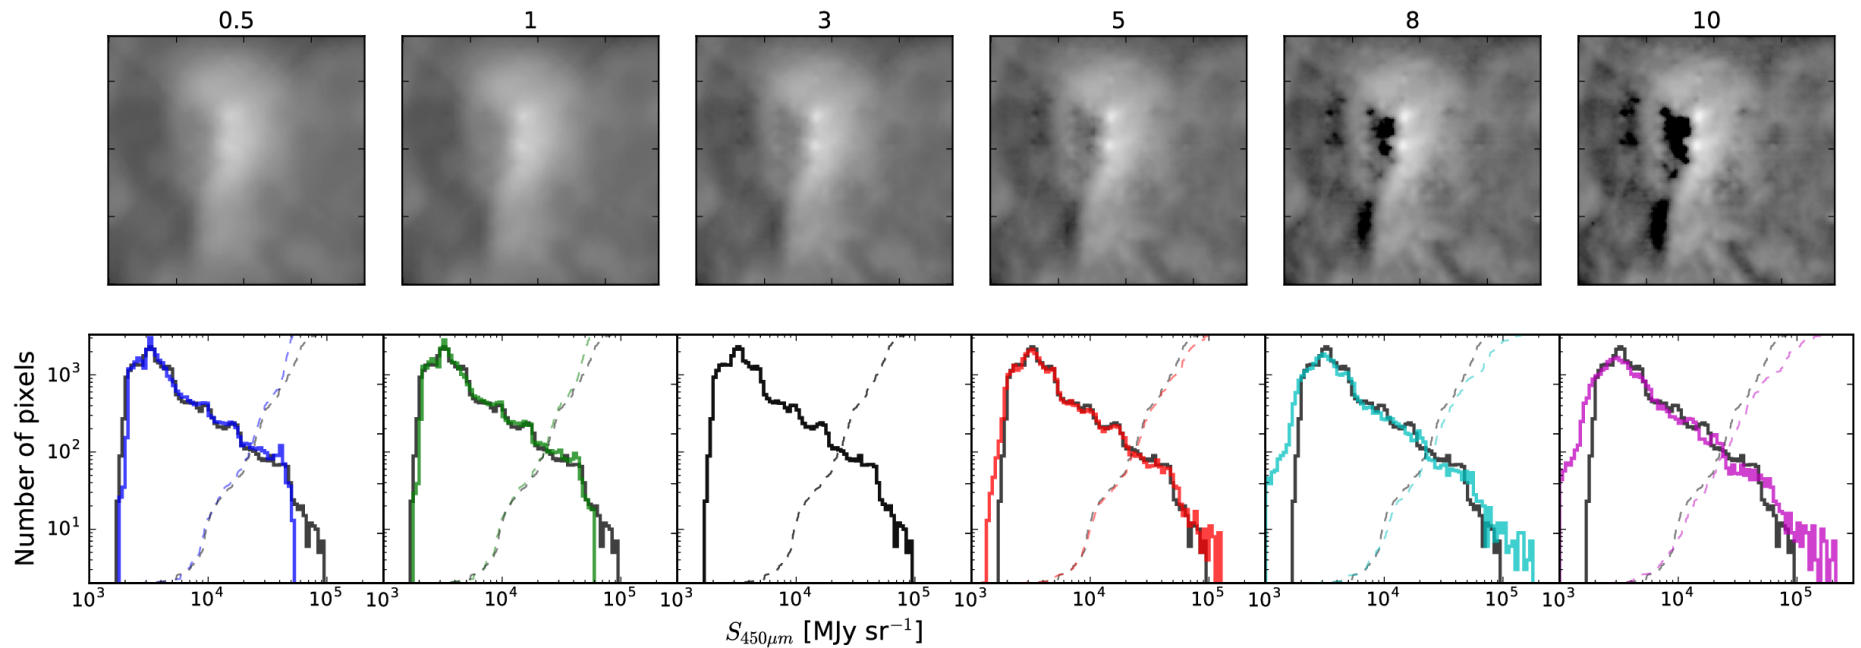 0.5 1 3 5 8 10
Number of pixels
10³
10²
10¹
10³ 10⁴ 10⁵ 10³ 10⁴ 10⁵ 10³ 10⁴ 10⁵ 10³ 10⁴ 10⁵ 10³ 10⁴ 10⁵ 10³ 10⁴ 10⁵
S₄₅₀μm [MJy sr⁻¹]